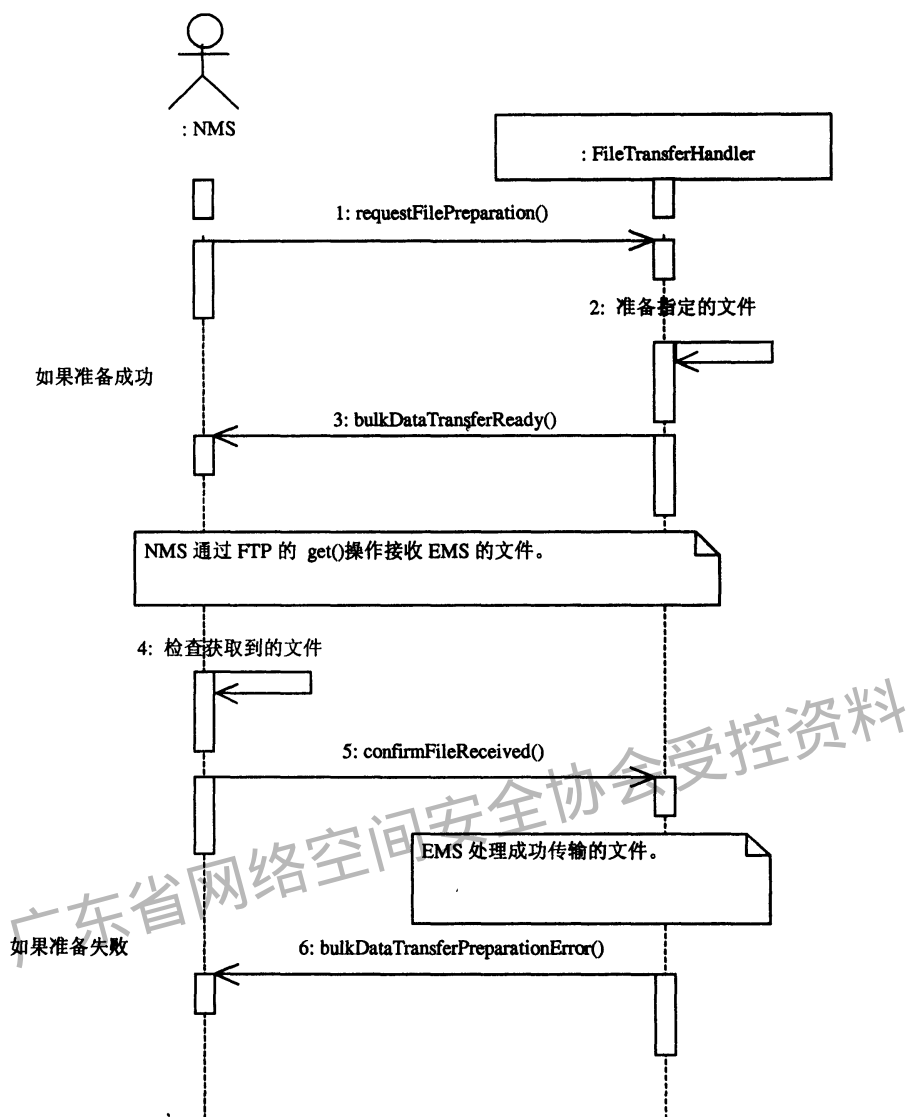 : NMS
: FileTransferHandler
1: requestFilePreparation()
2: 准备指定的文件
如果准备成功
3: bulkDataTransferReady()
NMS 通过 FTP 的 get()操作接收 EMS 的文件。
4: 检查获取到的文件
5: confirmFileReceived()
EMS 处理成功传输的文件。
如果准备失败
6: bulkDataTransferPreparationError()
广东省网络空间安全协会受控资料